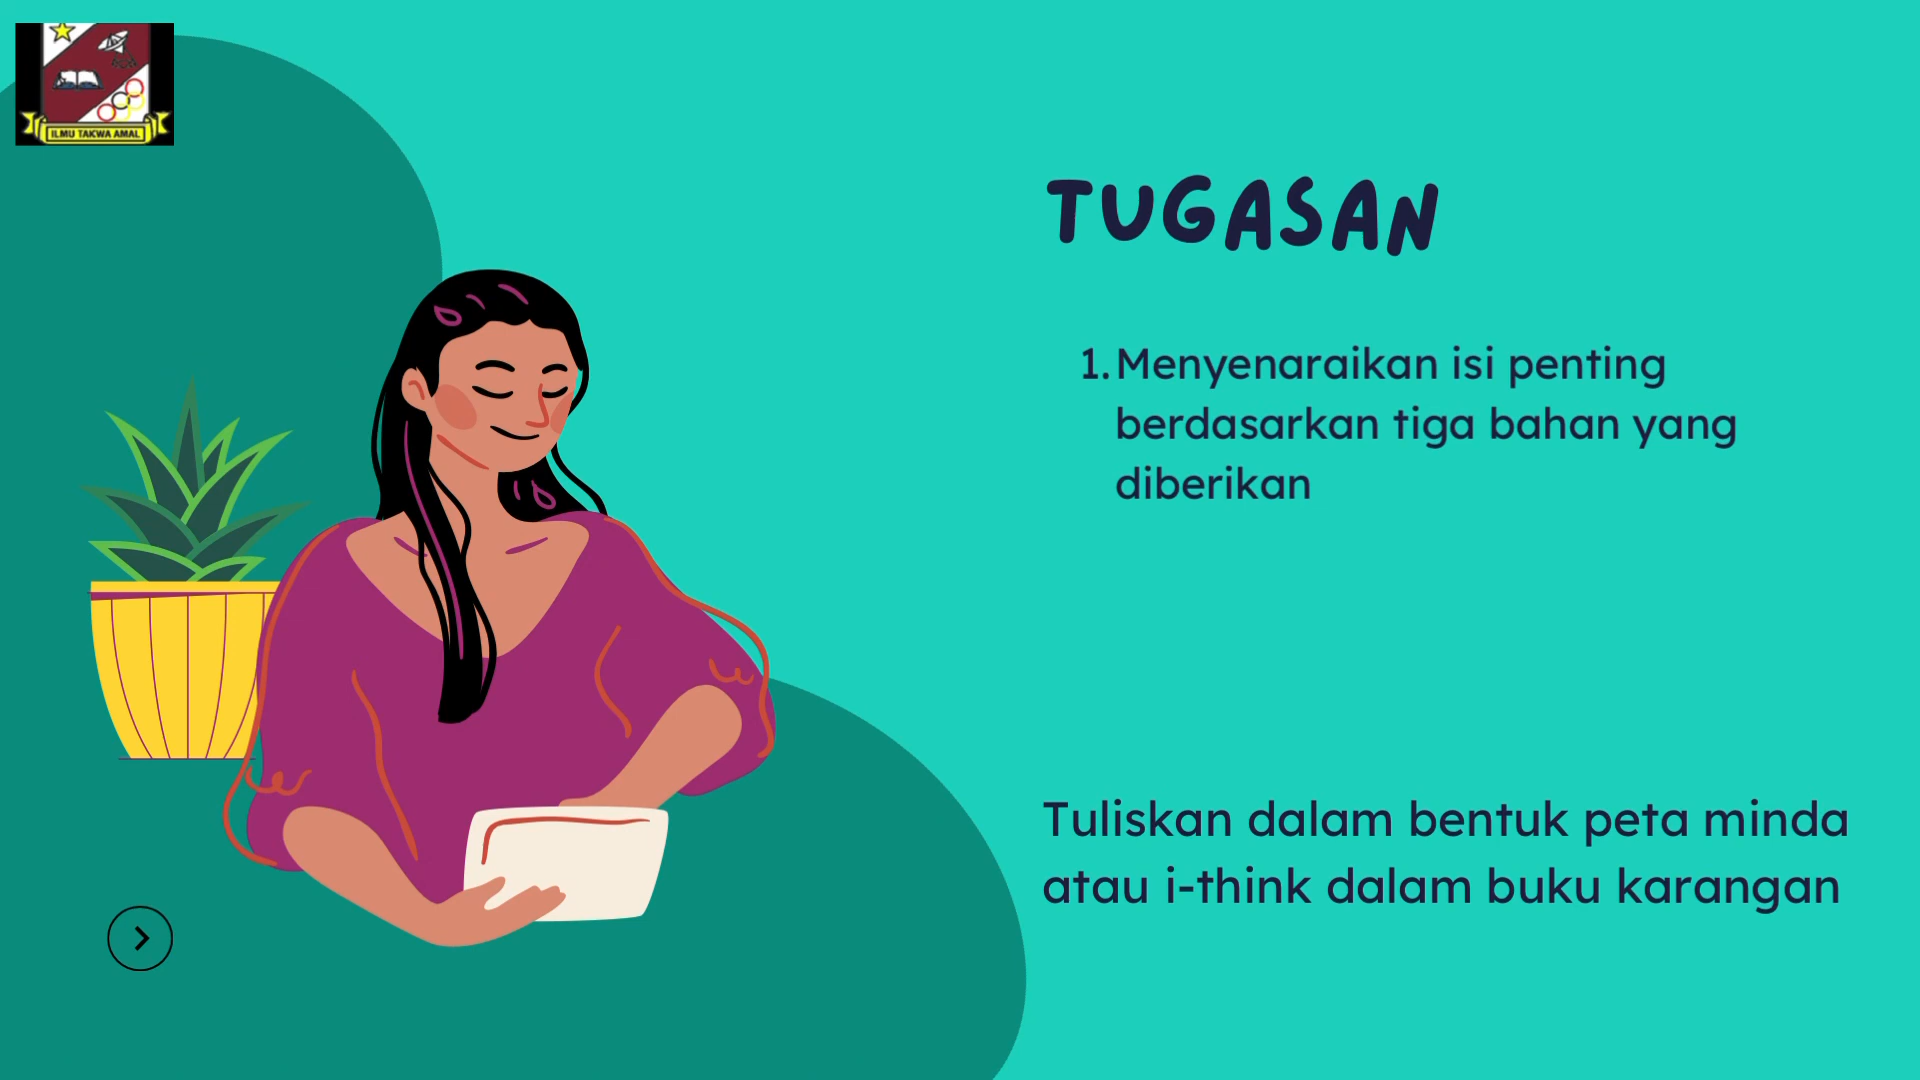 ILMU TAKWA AMAL
TUGASAN
1. Menyenaraikan isi penting
berdasarkan tiga bahan yang
diberikan
Tuliskan dalam bentuk peta minda
atau i-think dalam buku karangan